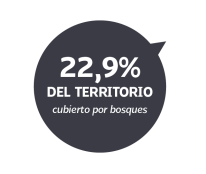 22,9%
DEL TERRITORIO
cubierto por bosques